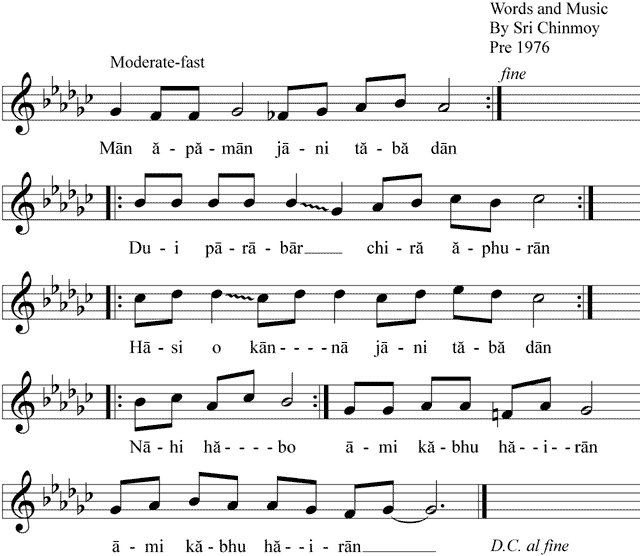 Words and Music
By Sri Chinmoy
Pre 1976
Moderate-fast
fine
Mān ă - pă - mān jā - ni tă - bă dān
Du - i pā - rā - bār chi - ră ă - phu - rān
Hā - si o kān - - - - nā jā - ni tă - bă dān
Nā - hi hă - - - - bo ā - mi kă - bhu hă - - i - - rān
ā - mi kă - bhu hă - - i - rān D.C. al fine